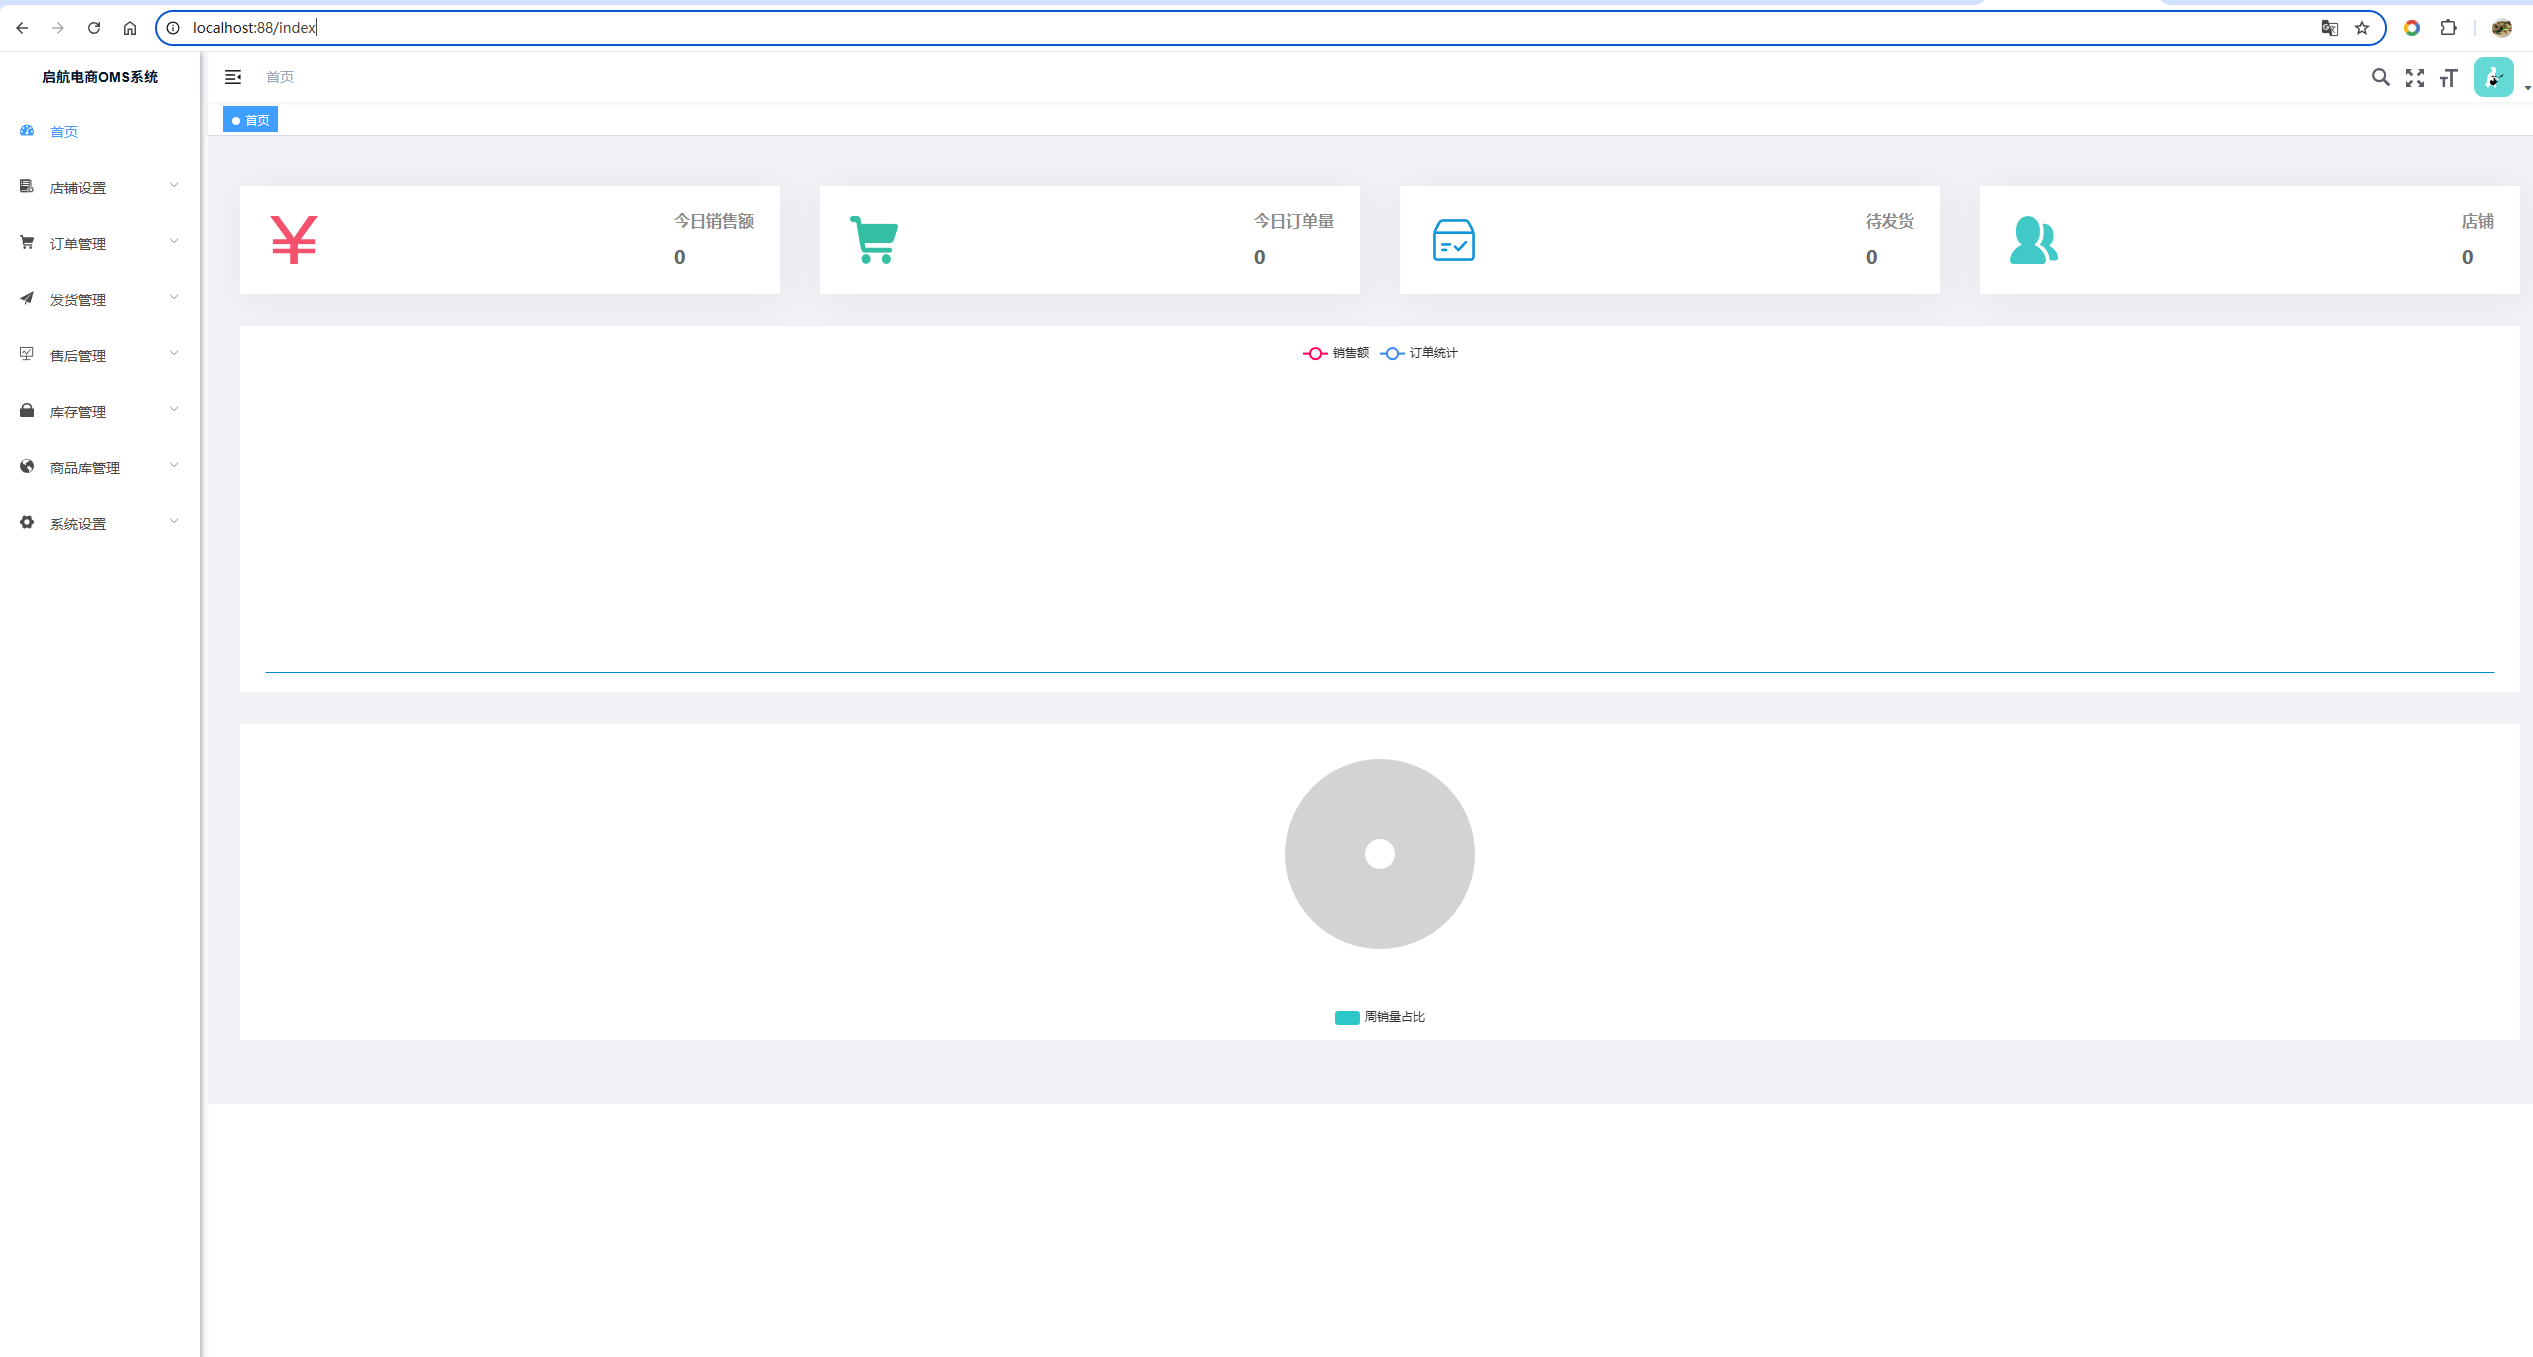 localhost:88/index
启航电商OMS系统
首页
店铺设置
订单管理
发货管理
售后管理
库存管理
商品库管理
系统设置
首页
首页
今日销售额
0
今日订单量
0
待发货
0
店铺
0
销售额 订单统计
周销量占比